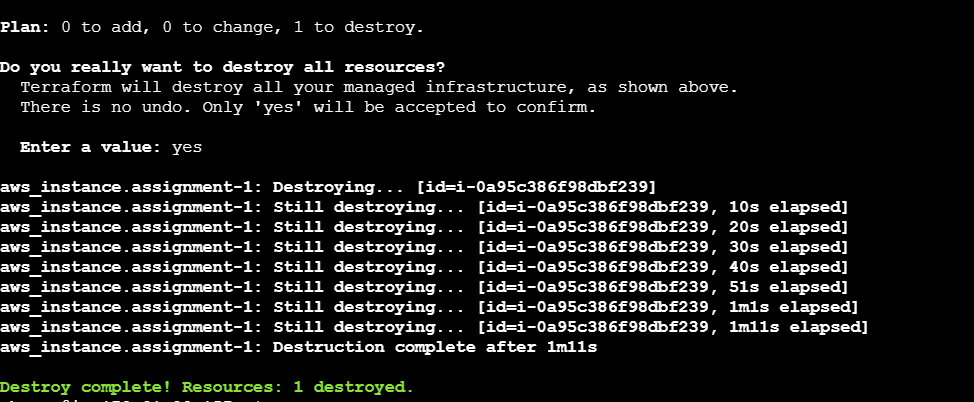 Plan: 0 to add, 0 to change, 1 to destroy.
Do you really want to destroy all resources?
Terraform will destroy all your managed infrastructure, as shown above.
There is no undo. Only 'yes' will be accepted to confirm.
Enter a value: yes
aws_instance.assignment-1: Destroying... [id=i-0a95c386f98dbf239]
aws_instance.assignment-1: Still destroying... [id=i-0a95c386f98dbf239, 10s elapsed]
aws_instance.assignment-1: Still destroying... [id=i-0a95c386f98dbf239, 20s elapsed]
aws_instance.assignment-1: Still destroying... [id=i-0a95c386f98dbf239, 30s elapsed]
aws_instance.assignment-1: Still destroying... [id=i-0a95c386f98dbf239, 40s elapsed]
aws_instance.assignment-1: Still destroying... [id=i-0a95c386f98dbf239, 51s elapsed]
aws_instance.assignment-1: Still destroying... [id=i-0a95c386f98dbf239, 1m1s elapsed]
aws_instance.assignment-1: Still destroying... [id=i-0a95c386f98dbf239, 1m11s elapsed]
aws_instance.assignment-1: Destruction complete after 1m11s
Destroy complete! Resources: 1 destroyed.